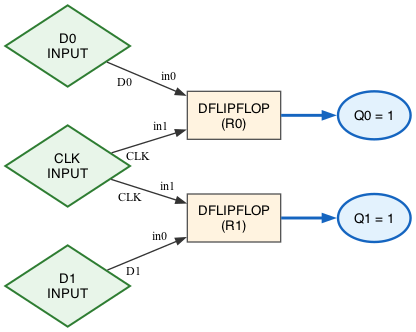 D0
INPUT
in0
D0
DFLIPFLOP
(R0)
Q0 = 1
in1
CLK
CLK
INPUT
in1
CLK
DFLIPFLOP
(R1)
Q1 = 1
in0
D1
D1
INPUT